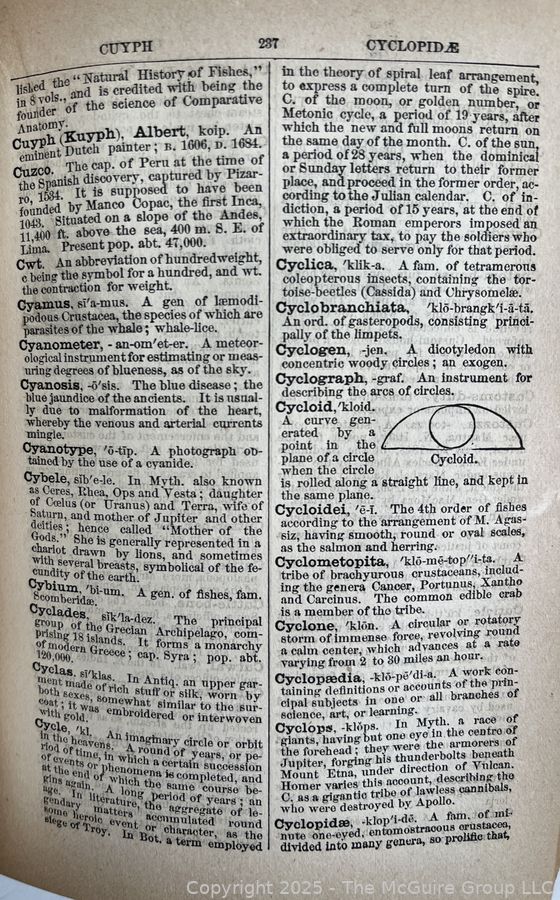 CUYPH 237 CYCLOPIDÆ
lished the "Natural History of Fishes,"
in 8 vols., and is credited with being the
founder of the science of Comparative
Anatomy.
Cuyph (Kuyph), Albert, koip. An
eminent Dutch painter; B. 1606, D. 1684.
Cuzco. The cap. of Peru at the time of
the Spanish discovery, captured by Pizar-
ro, 1534. It is supposed to have been
founded by Manco Copac, the first Inca,
1043. Situated on a slope of the Andes,
11,400 ft. above the sea, 400 m. S. E. of
Lima. Present pop. abt. 47,000.
Cwt. An abbreviation of hundredweight,
c being the symbol for a hundred, and wt.
the contraction for weight.
Cyamus, si'a-mus. A gen of læmodi-
podous Crustacea, the species of which are
parasites of the whale; whale-lice.
Cyanometer, -an-om'et-er. A meteor-
ological instrument for estimating or meas-
uring degrees of blueness, as of the sky.
Cyanosis, -ō'sis. The blue disease; the
blue jaundice of the ancients. It is usual-
ly due to malformation of the heart,
whereby the venous and arterial currents
mingle.
Cyanotype, 'ō-tīp. A photograph ob-
tained by the use of a cyanide.
Cybele, sĭb'e-le. In Myth. also known
as Ceres, Rhea, Ops and Vesta; daughter
of Cœlus (or Uranus) and Terra, wife of
Saturn, and mother of Jupiter and other
deities; hence called "Mother of the
Gods." She is generally represented in a
chariot drawn by lions, and sometimes
with several breasts, symbolical of the fe-
cundity of the earth.
Cybium, 'bi-um. A gen. of fishes, fam.
Scomberidæ.
Cyclades, sĭk'la-dez. The principal
group of the Grecian Archipelago, com-
prising 18 islands. It forms a monarchy
of modern Greece; cap. Syra; pop. abt.
120,000.
Cyclas, sī'klas. In Antiq. an upper gar-
ment made of rich stuff or silk, worn by
both sexes, somewhat similar to the sur-
coat; it was embroidered or interwoven
with gold.
Cycle, 'kl. An imaginary circle or orbit
in the heavens. A round of years, or pe-
riod of time, in which a certain succession
of events or phenomena is completed, and
at the end of which the same course be-
gins again. A long period of years; an
age. In literature, the aggregate of le-
gendary matters accumulated round
some heroic event or character, as the
siege of Troy. In Bot. a term employed
in the theory of spiral leaf arrangement,
to express a complete turn of the spire.
C. of the moon, or golden number, or
Metonic cycle, a period of 19 years, after
which the new and full moons return on
the same day of the month. C. of the sun,
a period of 28 years, when the dominical
or Sunday letters return to their former
place, and proceed in the former order, ac-
cording to the Julian calendar. C. of in-
diction, a period of 15 years, at the end of
which the Roman emperors imposed an
extraordinary tax, to pay the soldiers who
were obliged to serve only for that period.
Cyclica, 'klik-a. A fam. of tetramerous
coleopterous insects, containing the tor-
toise-beetles (Cassida) and Chrysomelæ.
Cyclobranchiata, 'klō-brangk'i-ā-tă.
An ord. of gasteropods, consisting princi-
pally of the limpets.
Cyclogen, -jen. A dicotyledon with
concentric woody circles; an exogen.
Cyclograph, -graf. An instrument for
describing the arcs of circles.
Cycloid, 'kloid.
A curve gen-
erated by a
point in the
plane of a circle
when the circle
Cycloid.
is rolled along a straight line, and kept in
the same plane.
Cycloidei, 'ē-ī. The 4th order of fishes
according to the arrangement of M. Agas-
siz, having smooth, round or oval scales,
as the salmon and herring.
Cyclometopita, 'klō-mē-top''i-ta. A
tribe of brachyurous crustaceans, includ-
ing the genera Cancer, Portunus, Xantho
and Carcinus. The common edible crab
is a member of the tribe.
Cyclone, 'klōn. A circular or rotatory
storm of immense force, revolving round
a calm center, which advances at a rate
varying from 2 to 30 miles an hour.
Cyclopædia, -klō-pē'di-a. A work con-
taining definitions or accounts of the prin-
cipal subjects in one or all branches of
science, art, or learning.
Cyclops, -klōps. In Myth. a race of
giants, having but one eye in the centre of
the forehead; they were the armorers of
Jupiter, forging his thunderbolts beneath
Mount Etna, under direction of Vulcan.
Homer varies this account, describing the
C. as a gigantic tribe of lawless cannibals,
who were destroyed by Apollo.
Cyclopidæ, -klop'i-dē. A fam. of mi-
nute one-eyed, entomostracous crustacea,
divided into many genera, so prolific that,
Copyright 2025 - The McGuire Group LLC